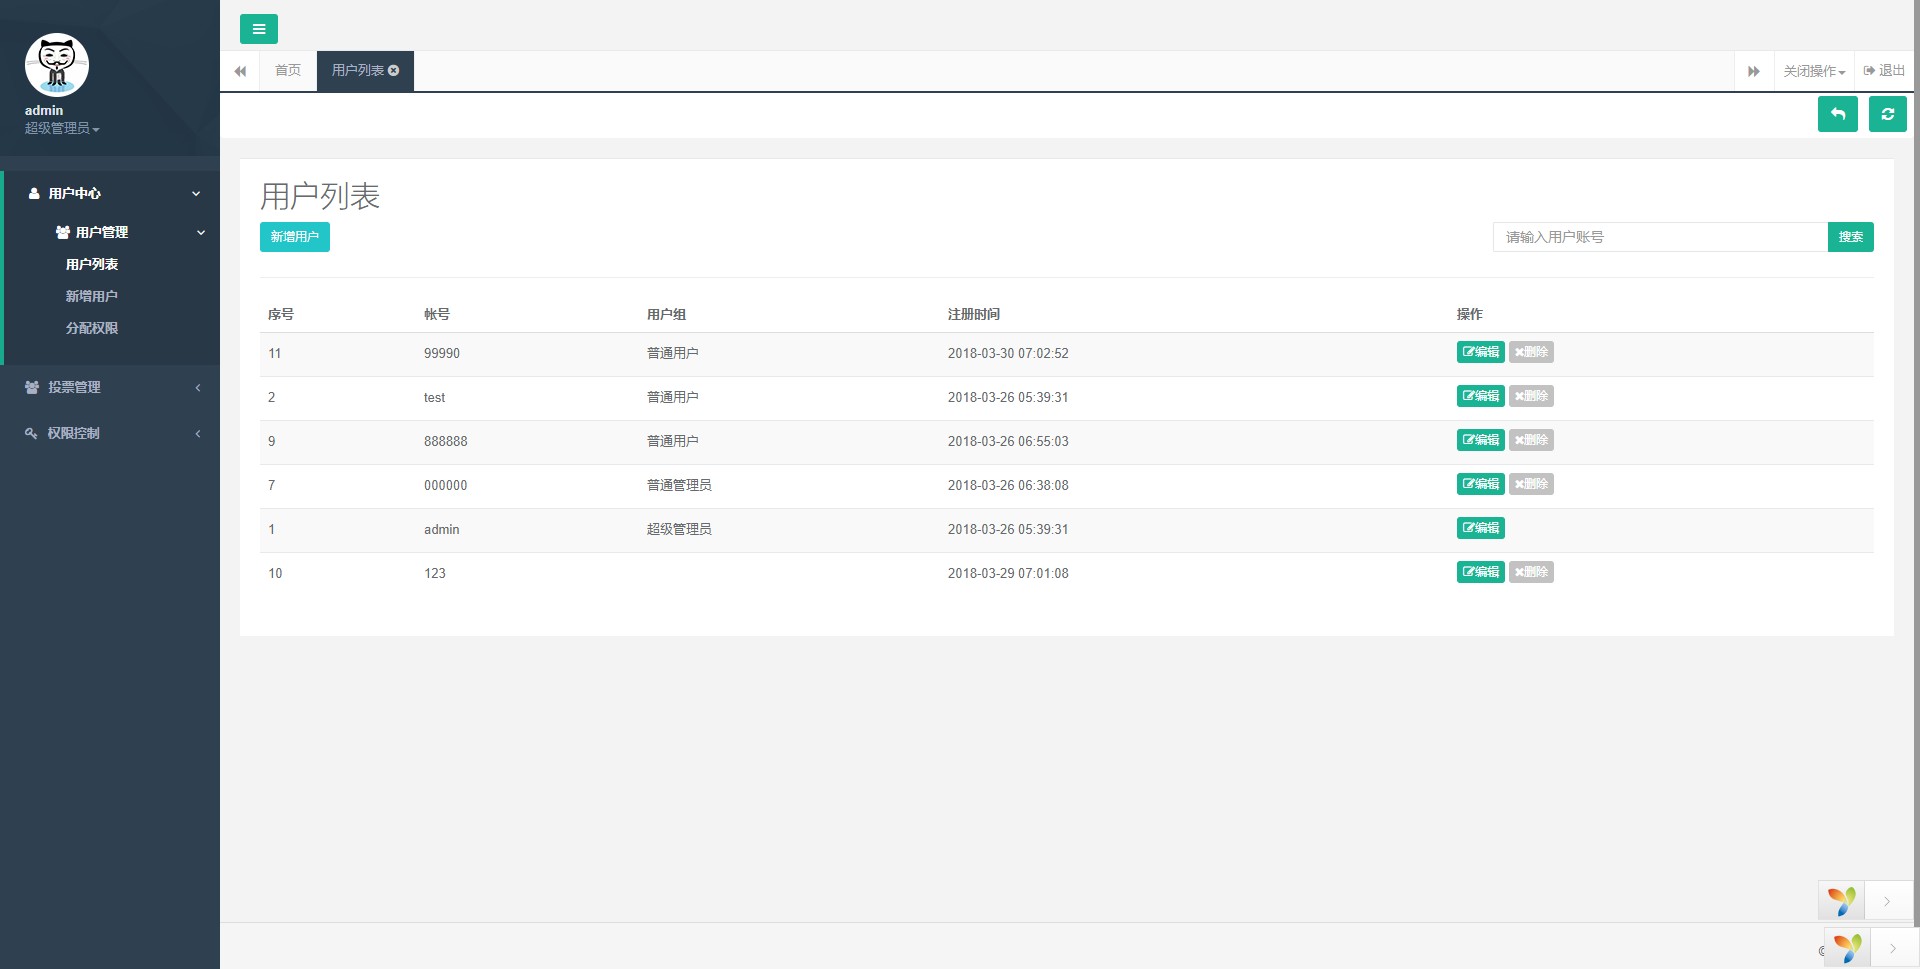 admin
超级管理员
用户中心
用户管理
用户列表
新增用户
分配权限
投票管理
权限控制
首页
用户列表
关闭操作
退出
用户列表
新增用户
请输入用户账号
搜索
序号 帐号 用户组 注册时间 操作
11 99990 普通用户 2018-03-30 07:02:52 编辑 删除
2 test 普通用户 2018-03-26 05:39:31 编辑 删除
9 888888 普通用户 2018-03-26 06:55:03 编辑 删除
7 000000 普通管理员 2018-03-26 06:38:08 编辑 删除
1 admin 超级管理员 2018-03-26 05:39:31 编辑
10 123 2018-03-29 07:01:08 编辑 删除